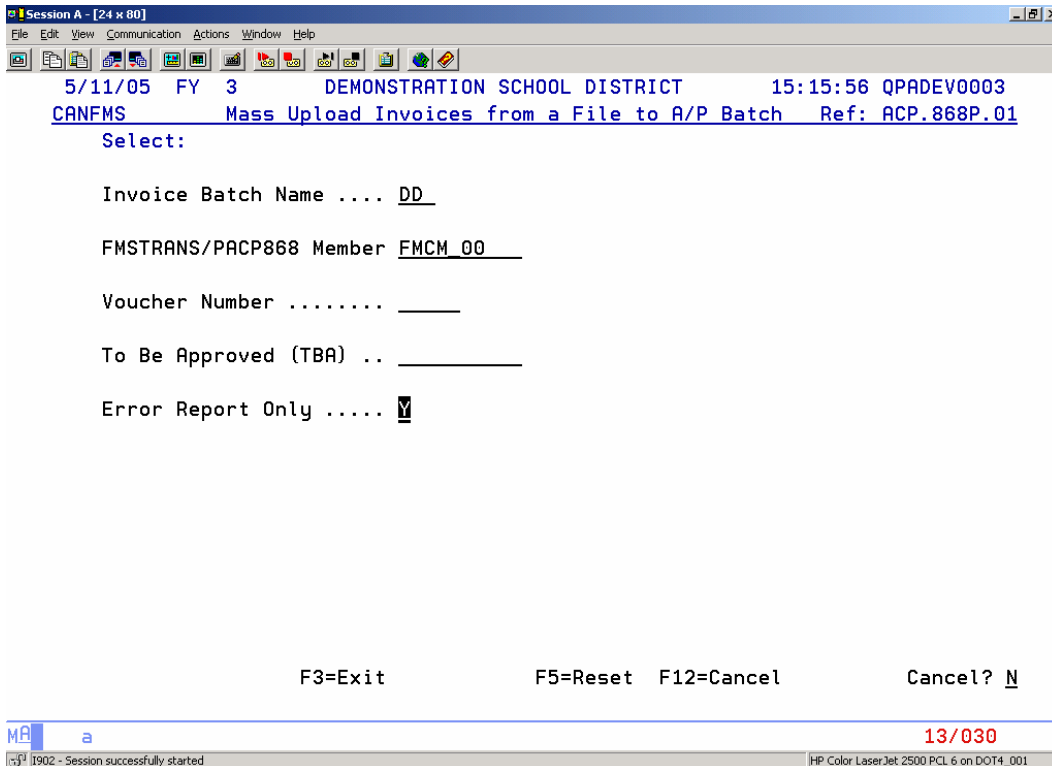 Session A - [24 x 80]
File Edit View Communication Actions Window Help
5/11/05 FY 3 DEMONSTRATION SCHOOL DISTRICT 15:15:56 QPADEV0003
CANFMS Mass Upload Invoices from a File to A/P Batch Ref: ACP.868P.01
Select:
Invoice Batch Name .... DD
FMSTRANS/PACP868 Member FMCM_00
Voucher Number ........ _____
To Be Approved (TBA) .. __________
Error Report Only ..... Y
F3=Exit F5=Reset F12=Cancel Cancel? N
MA a 13/030
I902 - Session successfully started HP Color LaserJet 2500 PCL 6 on DOT4_001